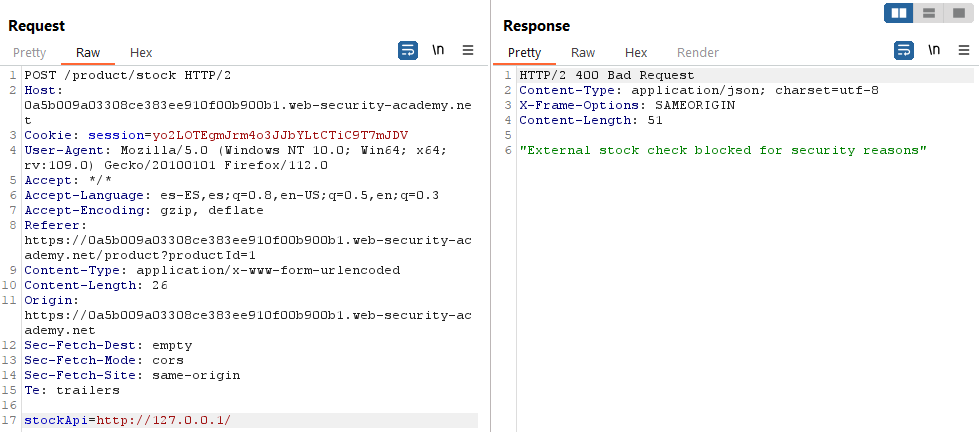 Request
Response
Pretty Raw Hex
\n
Pretty Raw Hex Render
\n
1 POST /product/stock HTTP/2
2 Host:
0a5b009a03308ce383ee910f00b900b1.web-security-academy.ne
t
3 Cookie: session=yo2LOTEgmJrm4o3JJbYLtCTiC9T7mJDV
4 User-Agent: Mozilla/5.0 (Windows NT 10.0; Win64; x64;
rv:109.0) Gecko/20100101 Firefox/112.0
5 Accept: */*
6 Accept-Language: es-ES,es;q=0.8,en-US;q=0.5,en;q=0.3
7 Accept-Encoding: gzip, deflate
8 Referer:
https://0a5b009a03308ce383ee910f00b900b1.web-security-ac
ademy.net/product?productId=1
9 Content-Type: application/x-www-form-urlencoded
10 Content-Length: 26
11 Origin:
https://0a5b009a03308ce383ee910f00b900b1.web-security-ac
ademy.net
12 Sec-Fetch-Dest: empty
13 Sec-Fetch-Mode: cors
14 Sec-Fetch-Site: same-origin
15 Te: trailers
16
17 stockApi=http://127.0.0.1/
1 HTTP/2 400 Bad Request
2 Content-Type: application/json; charset=utf-8
3 X-Frame-Options: SAMEORIGIN
4 Content-Length: 51
5
6 "External stock check blocked for security reasons"